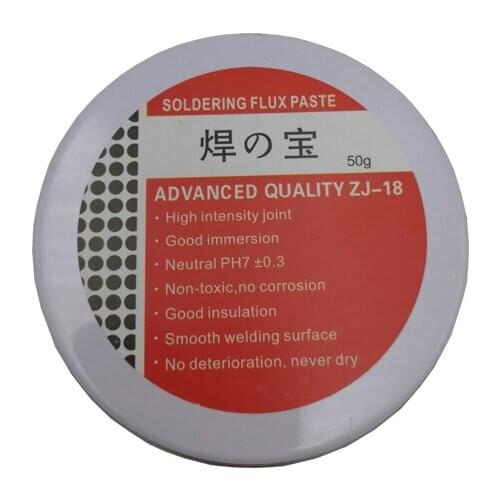 SOLDERING FLUX PASTE
焊の宝
50g
ADVANCED QUALITY ZJ-18
· High intensity joint
· Good immersion
· Neutral PH7 ±0.3
· Non-toxic,no corrosion
· Good insulation
· Smooth welding surface
· No deterioration, never dry